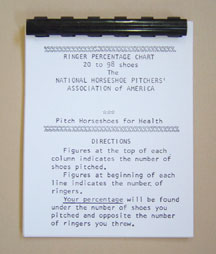 RINGER PERCENTAGE CHART
20 to 98 shoes
The
NATIONAL HORSESHOE PITCHERS'
ASSOCIATION of AMERICA
Pitch Horseshoes for Health
DIRECTIONS
Figures at the top of each
column indicates the number of
shoes pitched.
Figures at beginning of each
line indicates the number of
ringers.
Your percentage will be found
under the number of shoes you
pitched and opposite the number
of ringers you threw.